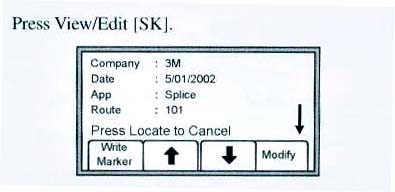 Press View/Edit [SK].
Company : 3M
Date : 5/01/2002
App : Splice
Route : 101
Press Locate to Cancel
Write
Marker
Modify